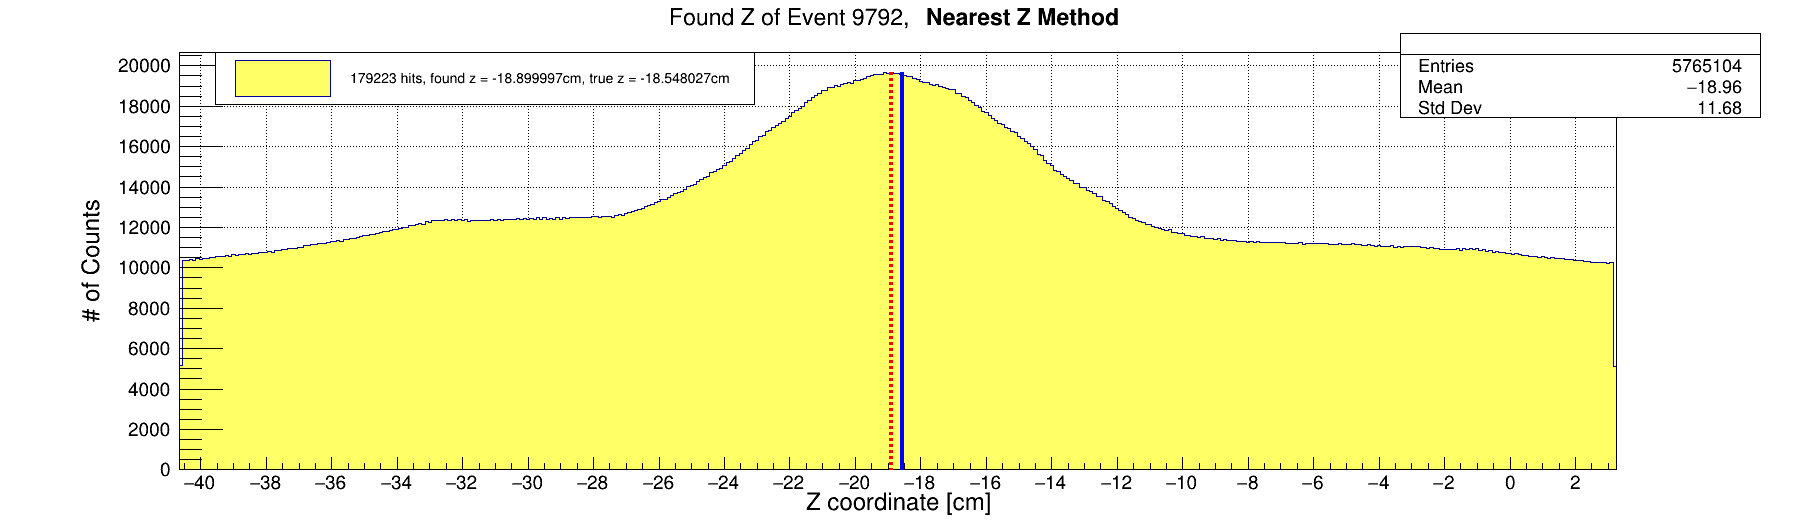 Found Z of Event 9792, Nearest Z Method
179223 hits, found z = -18.899997cm, true z = -18.548027cm
Entries 5765104
Mean −18.96
Std Dev 11.68
20000
18000
16000
14000
12000
10000
8000
6000
4000
2000
0
# of Counts
−40 −38 −36 −34 −32 −30 −28 −26 −24 −22 −20 −18 −16 −14 −12 −10 −8 −6 −4 −2 0 2
Z coordinate [cm]